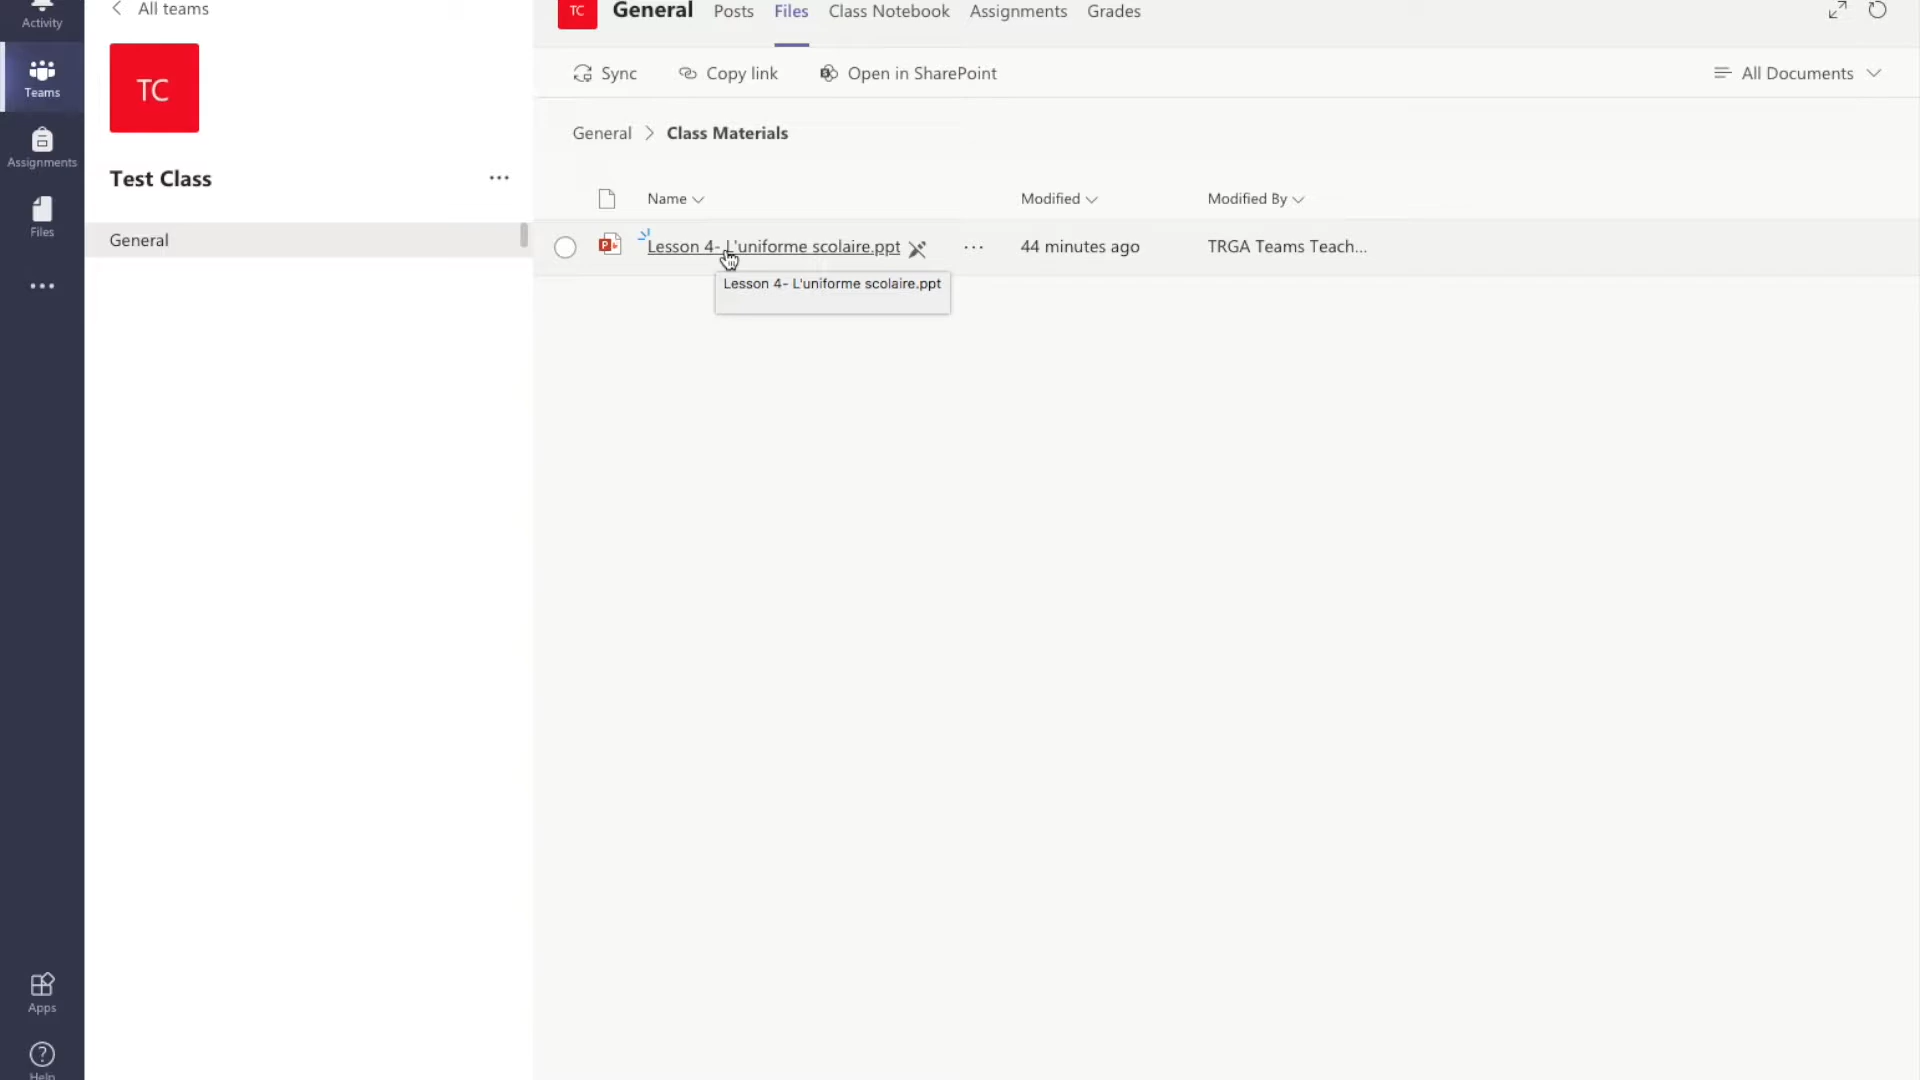 Activity
Teams
Assignments
Files
Apps
Help
All teams
TC
Test Class
General
TC
General Posts Files Class Notebook Assignments Grades
Sync Copy link Open in SharePoint All Documents
General > Class Materials
Name Modified Modified By
Lesson 4- L'uniforme scolaire.ppt 44 minutes ago TRGA Teams Teach...
Lesson 4- L'uniforme scolaire.ppt